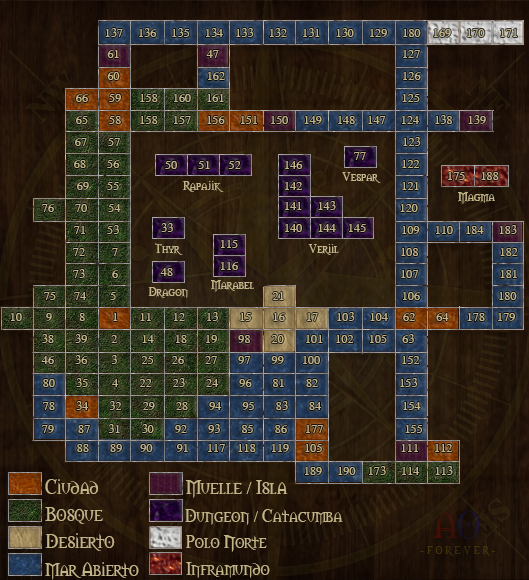 137 136 135 134 133 132 131 130 129 180 169 170 171
61 47 127
60 162 126
66 59 158 160 161 125
65 58 158 157 156 151 150 149 148 147 124 138 139
67 57 123
68 56 50 51 52 146 77 122 175 188
Rapajik Vespar Magma
69 55 142 121
76 70 54 141 143 120
71 53 33 140 144 145 109 110 184 183
Thyr Veriil
72 7 115 108 182
73 6 48 116 107 181
Dragon Marabel
75 74 5 21 106 180
10 9 8 1 11 12 13 15 16 17 103 104 62 64 178 179
38 39 2 14 18 19 98 20 101 102 105 63
46 36 3 25 26 27 97 99 100 152
80 35 4 22 23 24 96 81 82 153
78 34 32 29 28 94 95 83 84 154
79 87 31 30 92 93 85 86 177 155
88 89 90 91 117 118 119 105 111 112
189 190 173 114 113
Ciudad Muelle / Isla
Bosque Dungeon / Catacumba
Desierto Polo Norte
Mar Abierto Inframundo
AO
-FOREVER-